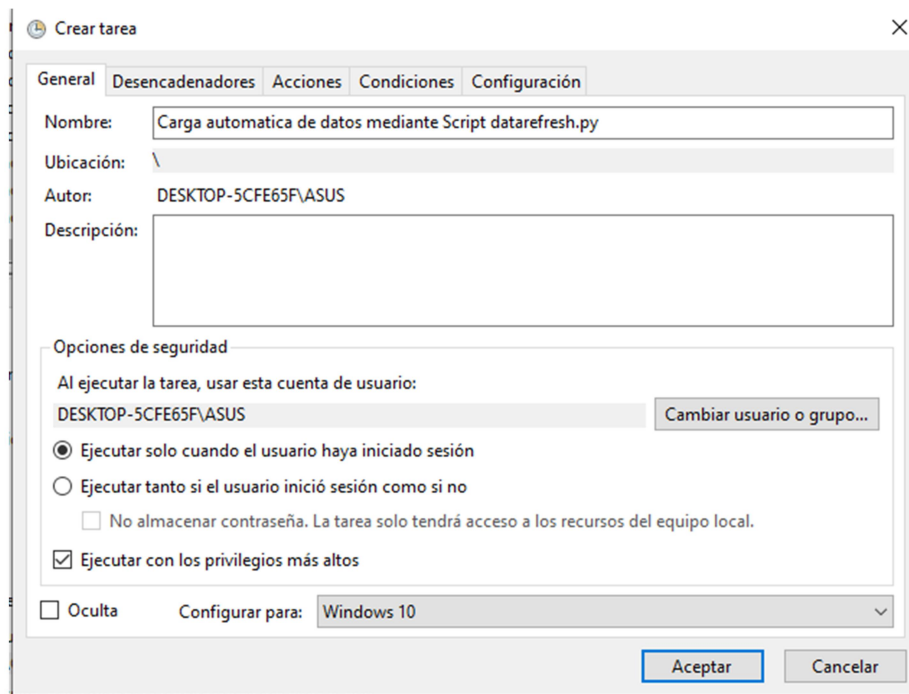 Crear tarea
General Desencadenadores Acciones Condiciones Configuración
Nombre: Carga automatica de datos mediante Script datarefresh.py
Ubicación: \
Autor: DESKTOP-5CFE65F\ASUS
Descripción:
Opciones de seguridad
Al ejecutar la tarea, usar esta cuenta de usuario:
DESKTOP-5CFE65F\ASUS Cambiar usuario o grupo...
Ejecutar solo cuando el usuario haya iniciado sesión
Ejecutar tanto si el usuario inició sesión como si no
No almacenar contraseña. La tarea solo tendrá acceso a los recursos del equipo local.
Ejecutar con los privilegios más altos
Oculta Configurar para: Windows 10
Aceptar Cancelar